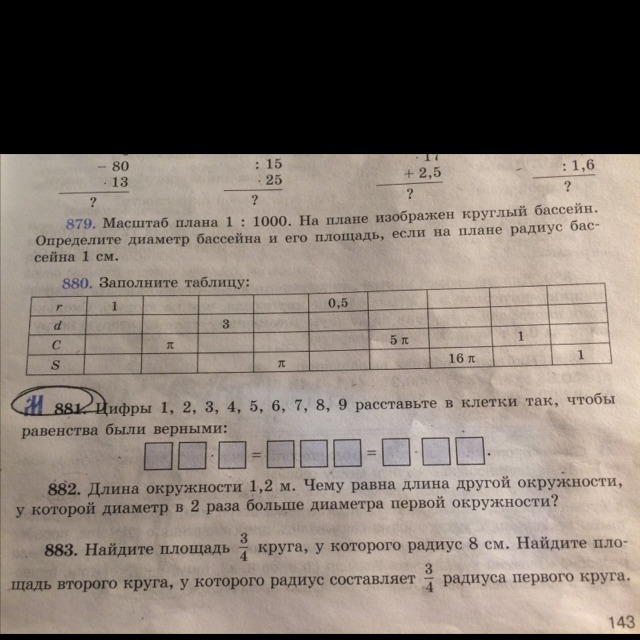 − 80 : 15 · 17 : 1,6
· 13 · 25 + 2,5 ?
? ? ?
879. Масштаб плана 1 : 1000. На плане изображен круглый бассейн.
Определите диаметр бассейна и его площадь, если на плане радиус бас-
сейна 1 см.
880. Заполните таблицу:
r 1 0,5
d 3
C π 5 π 1
S π 16 π 1
881. Цифры 1, 2, 3, 4, 5, 6, 7, 8, 9 расставьте в клетки так, чтобы
равенства были верными:
· = = · .
882. Длина окружности 1,2 м. Чему равна длина другой окружности,
у которой диаметр в 2 раза больше диаметра первой окружности?
883. Найдите площадь 3/4 круга, у которого радиус 8 см. Найдите пло-
щадь второго круга, у которого радиус составляет 3/4 радиуса первого круга.
143